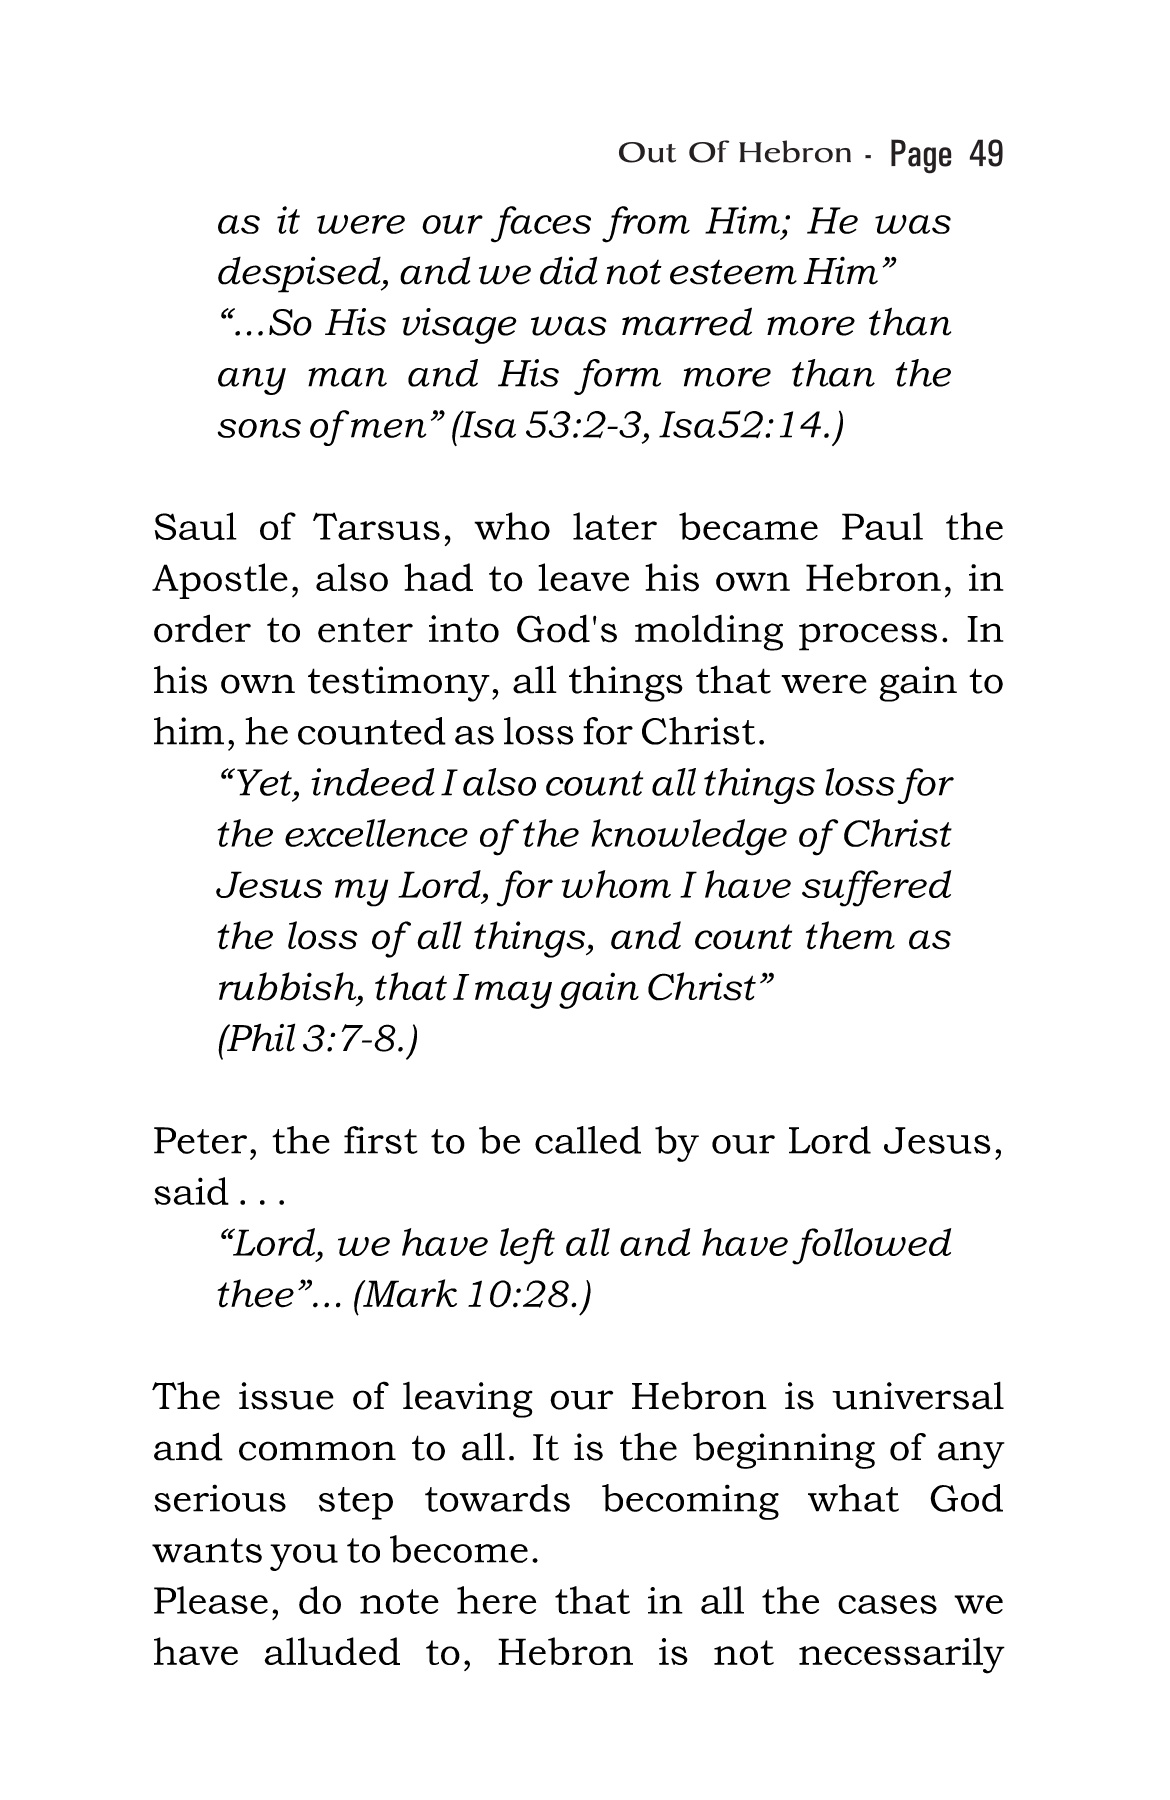 Out Of Hebron - Page 49
as it were our faces from Him; He was
despised, and we did not esteem Him”
“...So His visage was marred more than
any man and His form more than the
sons of men” (Isa 53:2-3, Isa52:14.)
Saul of Tarsus, who later became Paul the
Apostle, also had to leave his own Hebron, in
order to enter into God's molding process. In
his own testimony, all things that were gain to
him, he counted as loss for Christ.
“Yet, indeed I also count all things loss for
the excellence of the knowledge of Christ
Jesus my Lord, for whom I have suffered
the loss of all things, and count them as
rubbish, that I may gain Christ”
(Phil 3:7-8.)
Peter, the first to be called by our Lord Jesus,
said . . .
“Lord, we have left all and have followed
thee”... (Mark 10:28.)
The issue of leaving our Hebron is universal
and common to all. It is the beginning of any
serious step towards becoming what God
wants you to become.
Please, do note here that in all the cases we
have alluded to, Hebron is not necessarily